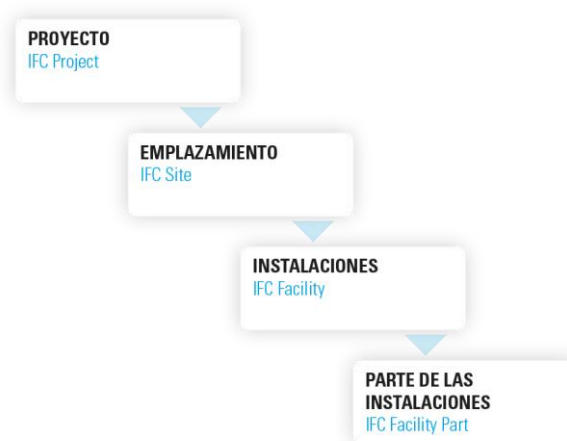 PROYECTO
IFC Project
EMPLAZAMIENTO
IFC Site
INSTALACIONES
IFC Facility
PARTE DE LAS
INSTALACIONES
IFC Facility Part